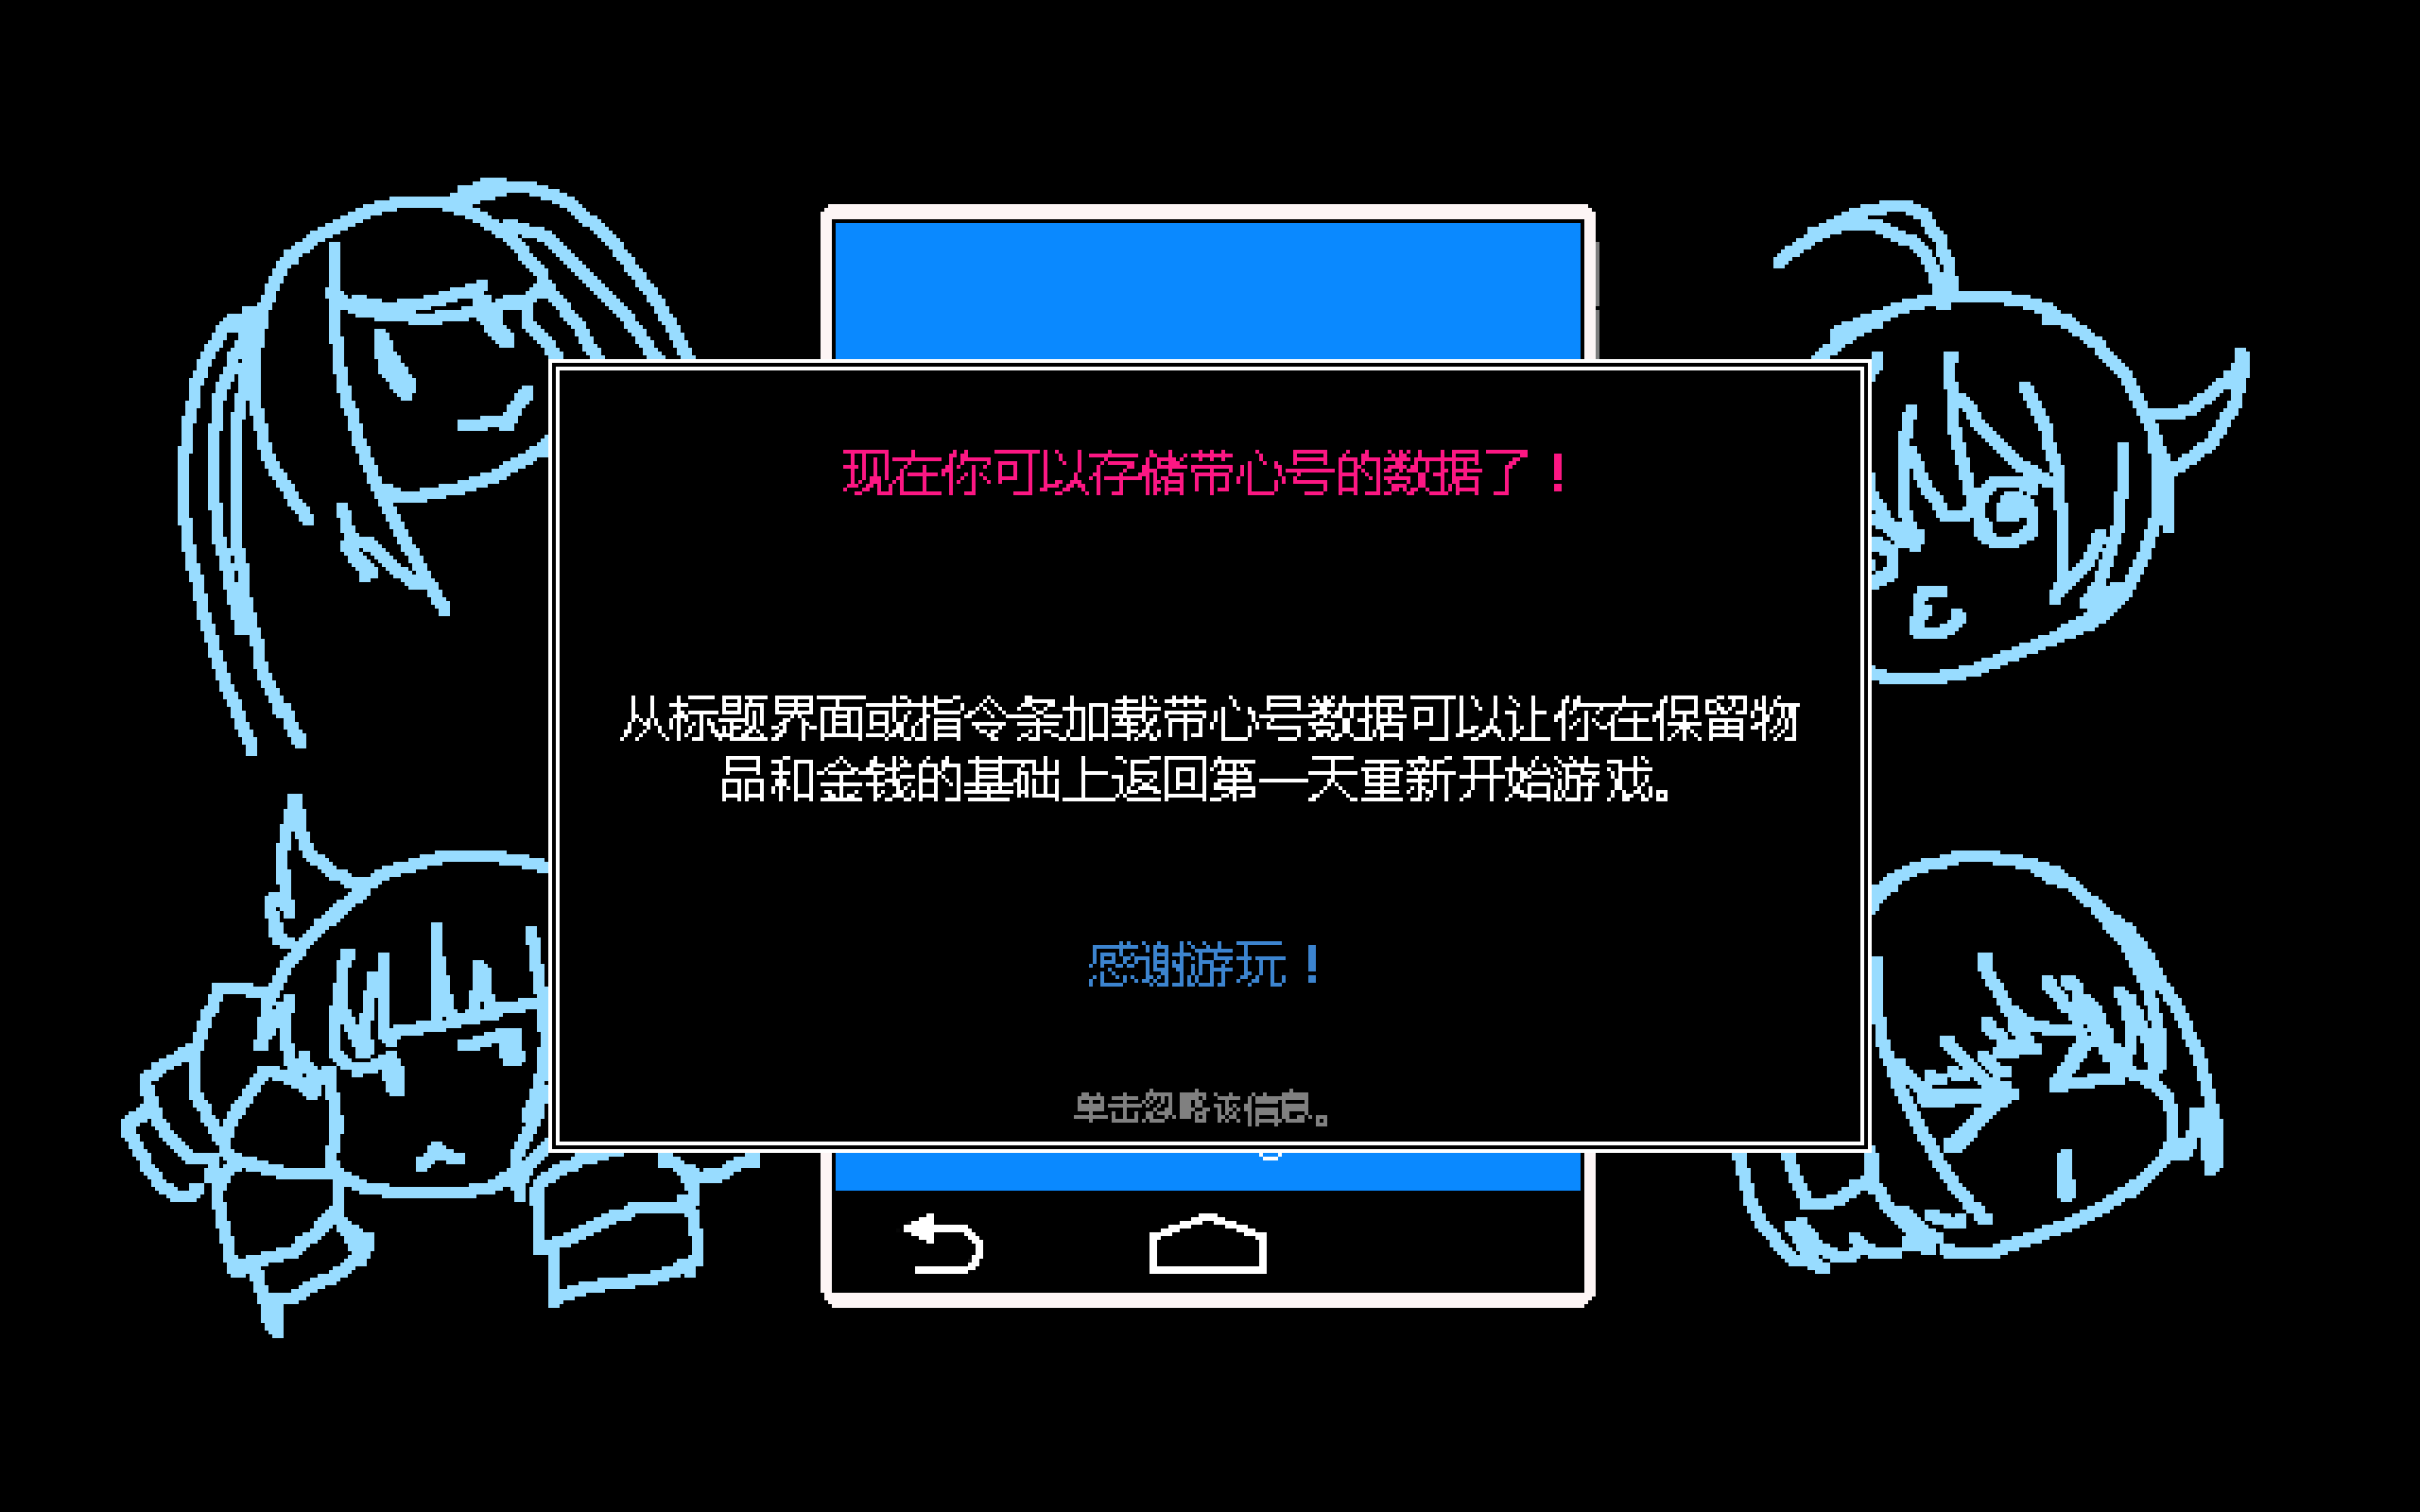 现在你可以存储带心号的数据了！
从标题界面或指令条加载带心号数据可以让你在保留物
品和金钱的基础上返回第一天重新开始游戏。
感谢游玩！
单击忽略该信息。